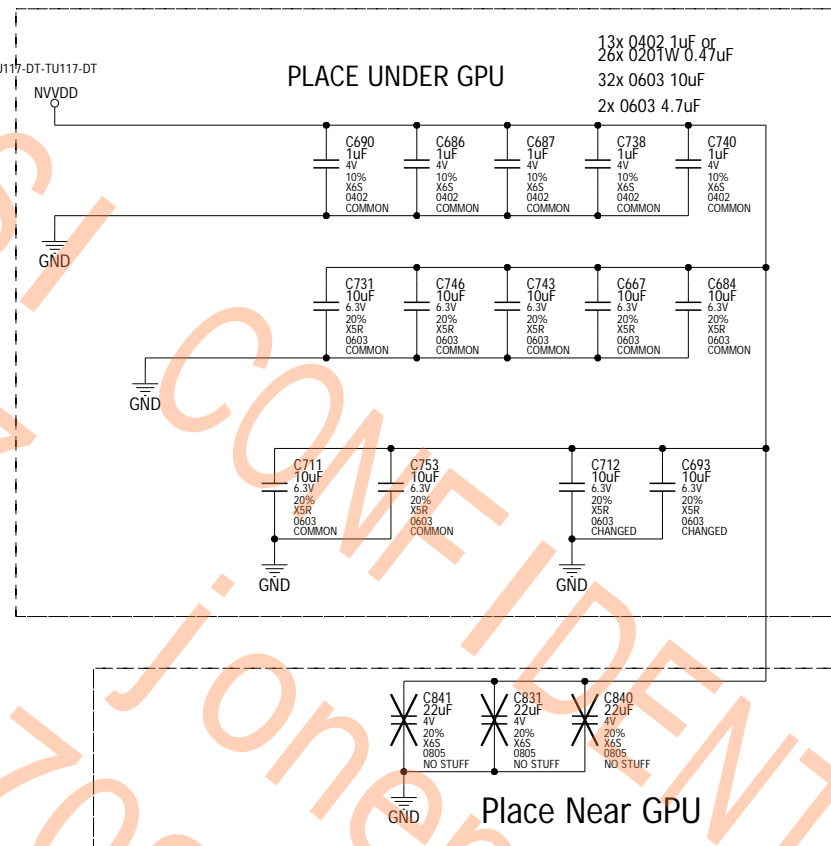 13x 0402 1uF or
26x 0201W 0.47uF
32x 0603 10uF
2x 0603 4.7uF
PLACE UNDER GPU
J117-DT-TU117-DT
NVVDD
C690
1uF
4V
10%
X6S
0402
COMMON
C686
1uF
4V
10%
X6S
0402
COMMON
C687
1uF
4V
10%
X6S
0402
COMMON
C738
1uF
4V
10%
X6S
0402
COMMON
C740
1uF
4V
10%
X6S
0402
COMMON
GND
C731
10uF
6.3V
20%
X5R
0603
COMMON
C746
10uF
6.3V
20%
X5R
0603
COMMON
C743
10uF
6.3V
20%
X5R
0603
COMMON
C667
10uF
6.3V
20%
X5R
0603
COMMON
C684
10uF
6.3V
20%
X5R
0603
COMMON
GND
C711
10uF
6.3V
20%
X5R
0603
COMMON
C753
10uF
6.3V
20%
X5R
0603
COMMON
C712
10uF
6.3V
20%
X5R
0603
CHANGED
C693
10uF
6.3V
20%
X5R
0603
CHANGED
GND
GND
C841
22uF
4V
20%
X6S
0805
NO STUFF
C831
22uF
4V
20%
X6S
0805
NO STUFF
C840
22uF
4V
20%
X6S
0805
NO STUFF
GND
Place Near GPU
SI CONFIDENT
joner